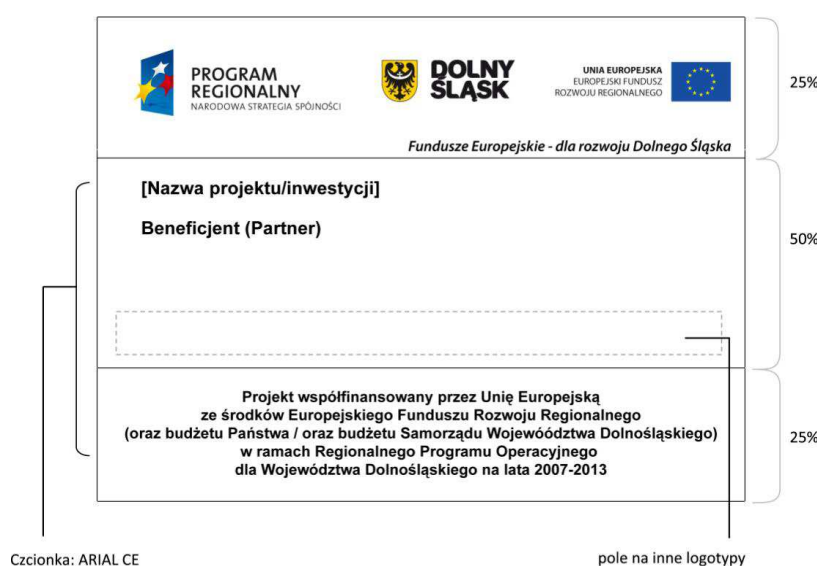 PROGRAM
REGIONALNY
NARODOWA STRATEGIA SPÓJNOŚCI
DOLNY
ŚLĄSK
UNIA EUROPEJSKA
EUROPEJSKI FUNDUSZ
ROZWOJU REGIONALNEGO
25%
Fundusze Europejskie - dla rozwoju Dolnego Śląska
[Nazwa projektu/inwestycji]
Beneficjent (Partner)
50%
Projekt współfinansowany przez Unię Europejską
ze środków Europejskiego Funduszu Rozwoju Regionalnego
(oraz budżetu Państwa / oraz budżetu Samorządu Wojewóództwa Dolnośląskiego)
w ramach Regionalnego Programu Operacyjnego
dla Województwa Dolnośląskiego na lata 2007-2013
25%
Czcionka: ARIAL CE
pole na inne logotypy